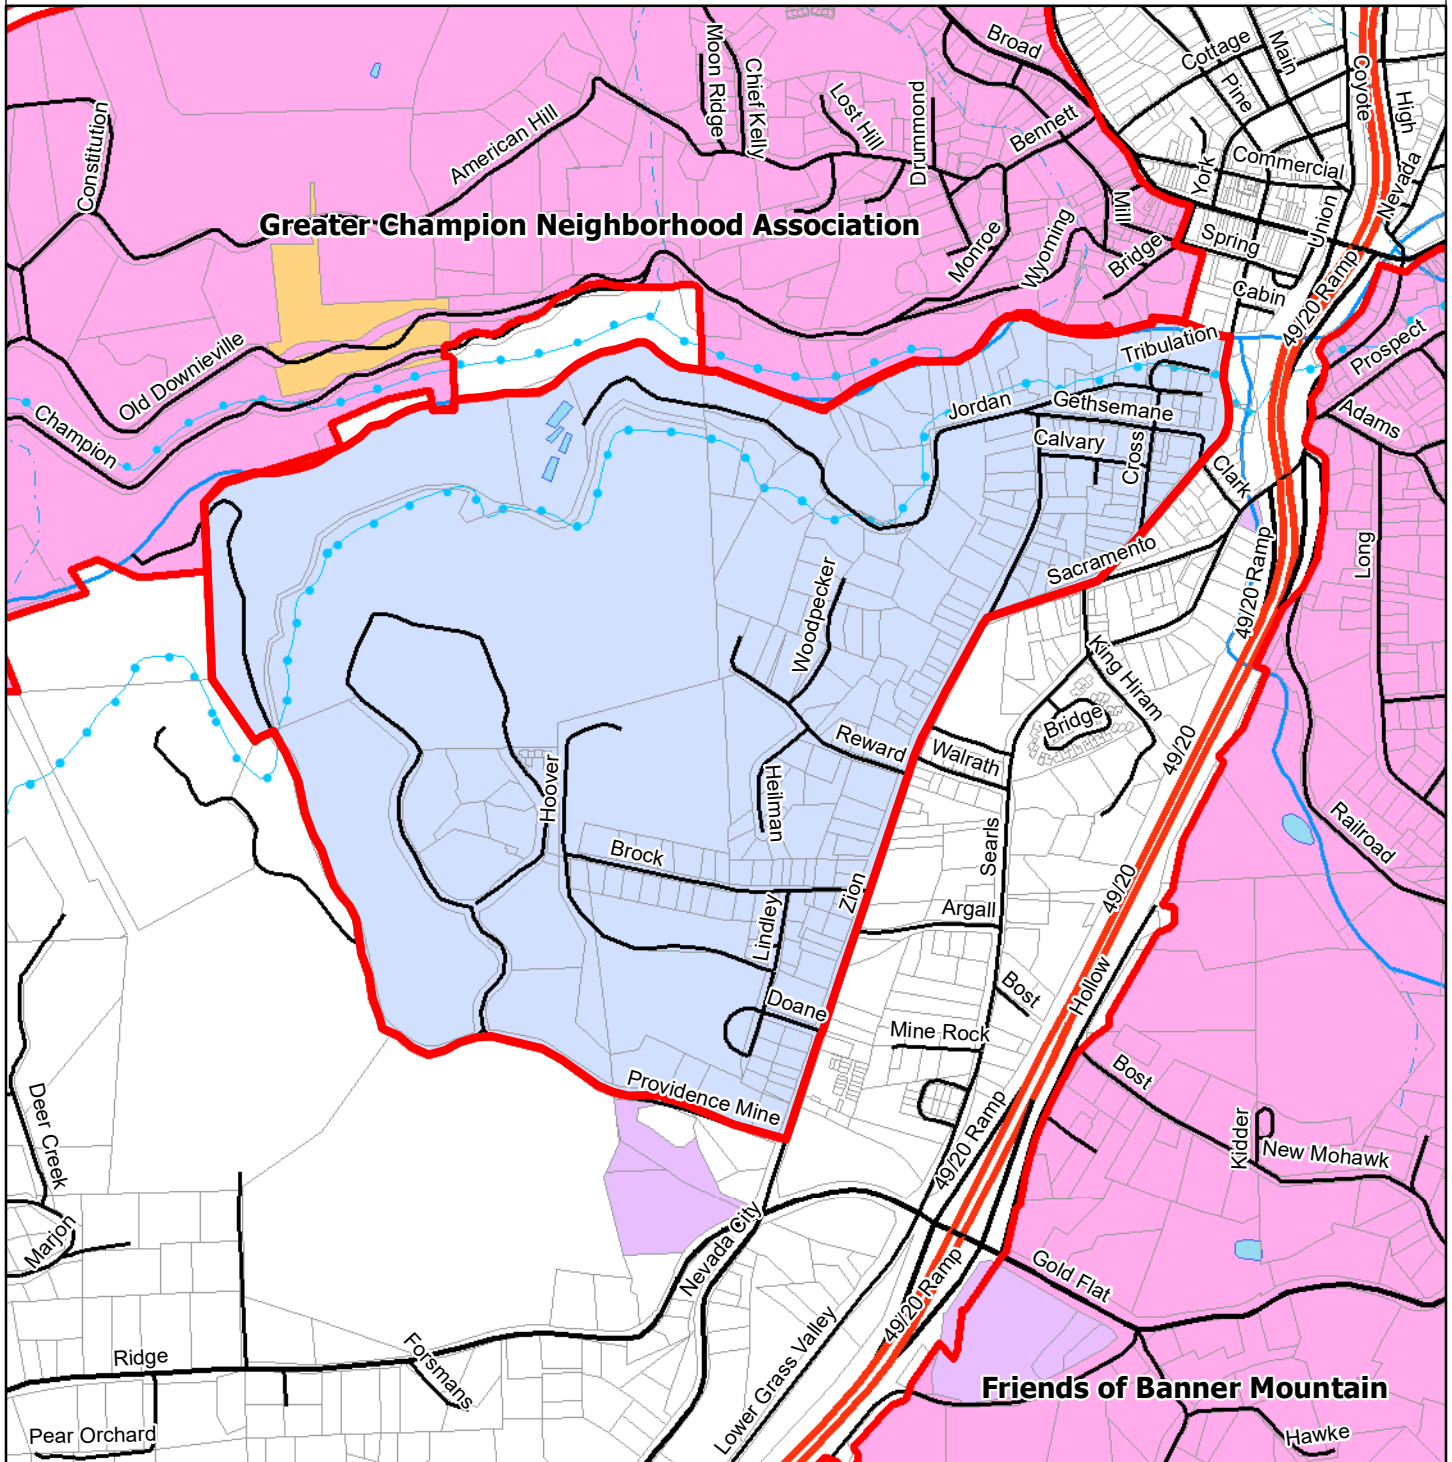 Broad
Cottage
Main
Pine
Coyote
High
Moon Ridge
Chief Kelly
Lost Hill
Drummond
Bennett
Constitution
American Hill
York
Commercial
Nevada
Mill
Union
Greater Champion Neighborhood Association
Monroe
Wyoming
Bridge
Spring
Cabin
49/20 Ramp
Tribulation
Prospect
Old Downieville
Champion
Jordan
Gethsemane
Calvary
Cross
Clark
Adams
Sacramento
49/20 Ramp
Long
Woodpecker
King Hiram
Bridge
49/20
Reward
Walrath
Hoover
Heilman
Searls
Railroad
Brock
Zion
49/20
Lindley
Argall
Bost
Hollow
Doane
Mine Rock
Providence Mine
Bost
Deer Creek
49/20 Ramp
Kidder
New Mohawk
Marjon
Nevada City
Gold Flat
49/20 Ramp
Ridge
Forsmans
Lower Grass Valley
Friends of Banner Mountain
Pear Orchard
Hawke